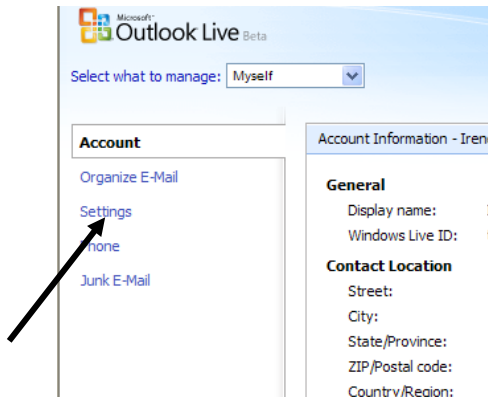 Microsoft®
Outlook Live Beta
Select what to manage: Myself
Account
Organize E-Mail
Settings
Phone
Junk E-Mail
Account Information - Iren
General
Display name:
Windows Live ID:
Contact Location
Street:
City:
State/Province:
ZIP/Postal code:
Country/Region: